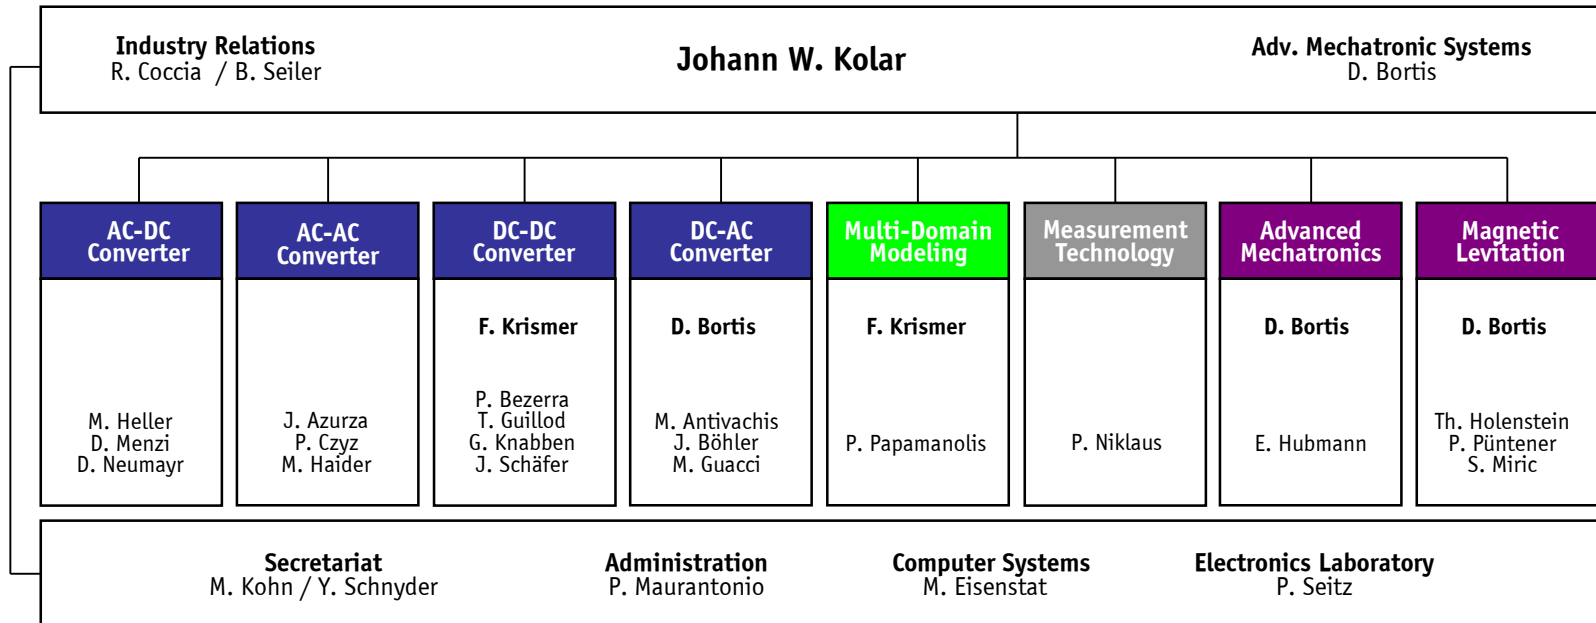 Industry Relations
R. Coccia / B. Seiler
Johann W. Kolar
Adv. Mechatronic Systems
D. Bortis
AC-DC
Converter
M. Heller
D. Menzi
D. Neumayr
AC-AC
Converter
J. Azurza
P. Czyz
M. Haider
DC-DC
Converter
F. Krismer
P. Bezerra
T. Guillod
G. Knabben
J. Schäfer
DC-AC
Converter
D. Bortis
M. Antivachis
J. Böhler
M. Guacci
Multi-Domain
Modeling
F. Krismer
P. Papamanolis
Measurement
Technology
P. Niklaus
Advanced
Mechatronics
D. Bortis
E. Hubmann
Magnetic
Levitation
D. Bortis
Th. Holenstein
P. Püntener
S. Miric
Secretariat
M. Kohn / Y. Schnyder
Administration
P. Maurantonio
Computer Systems
M. Eisenstat
Electronics Laboratory
P. Seitz